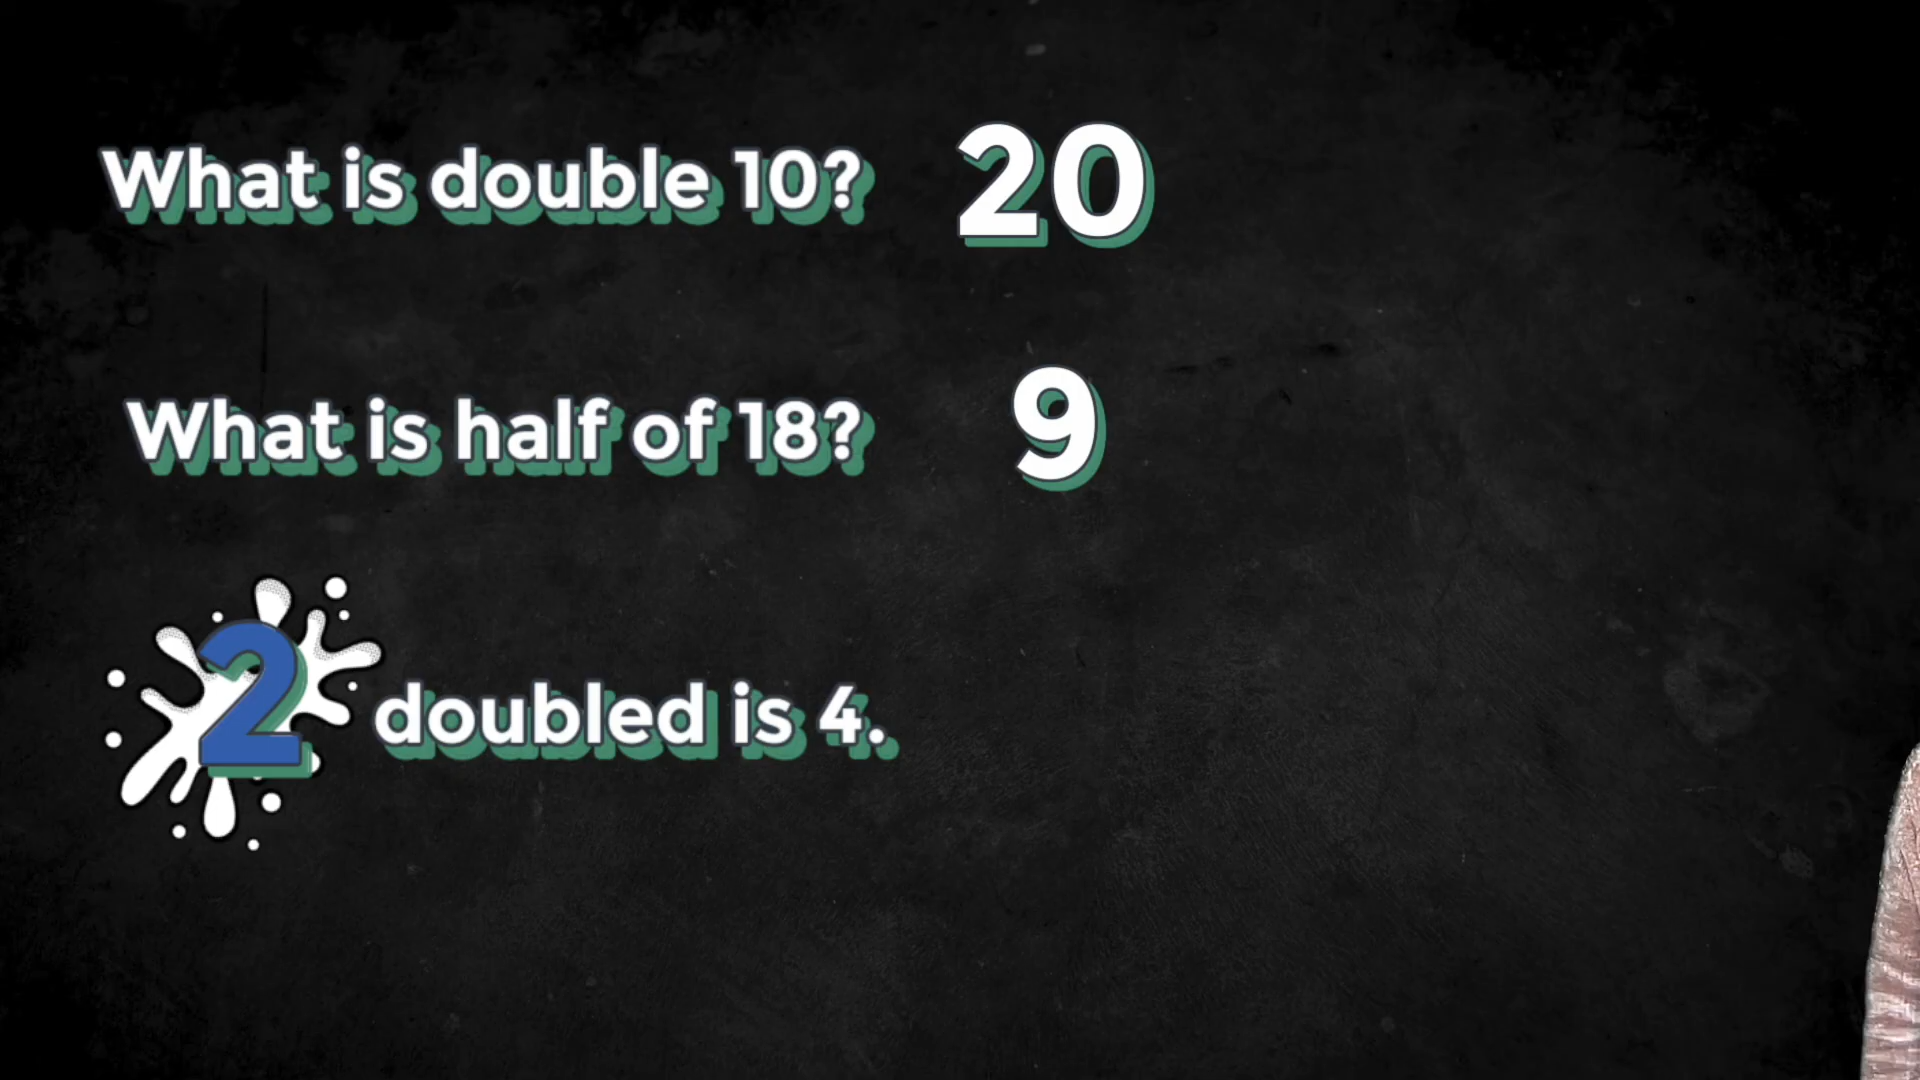 What is double 10? 20
What is half of 18? 9
2 doubled is 4.